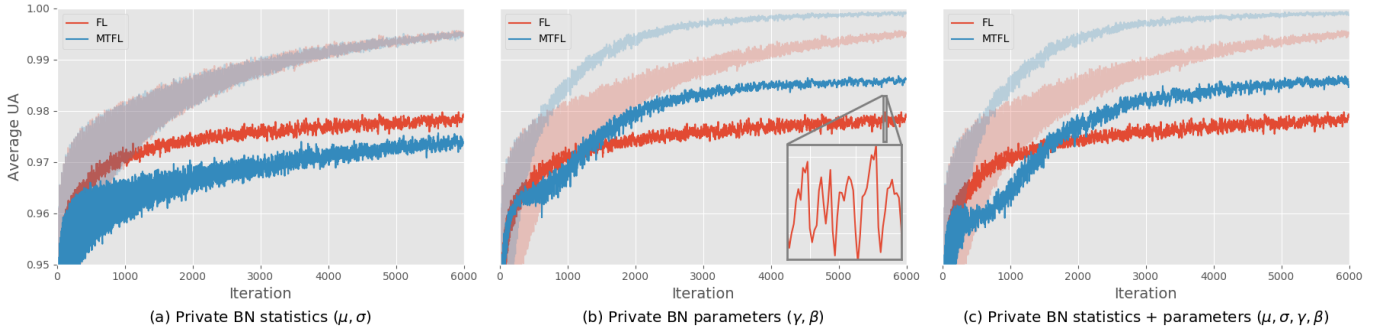 1.00
0.99
0.98
0.97
0.96
0.95
Average UA
FL
MTFL
0 1000 2000 3000 4000 5000 6000
Iteration
(a) Private BN statistics (μ, σ)
FL
MTFL
0 1000 2000 3000 4000 5000 6000
Iteration
(b) Private BN parameters (γ, β)
FL
MTFL
0 1000 2000 3000 4000 5000 6000
Iteration
(c) Private BN statistics + parameters (μ, σ, γ, β)